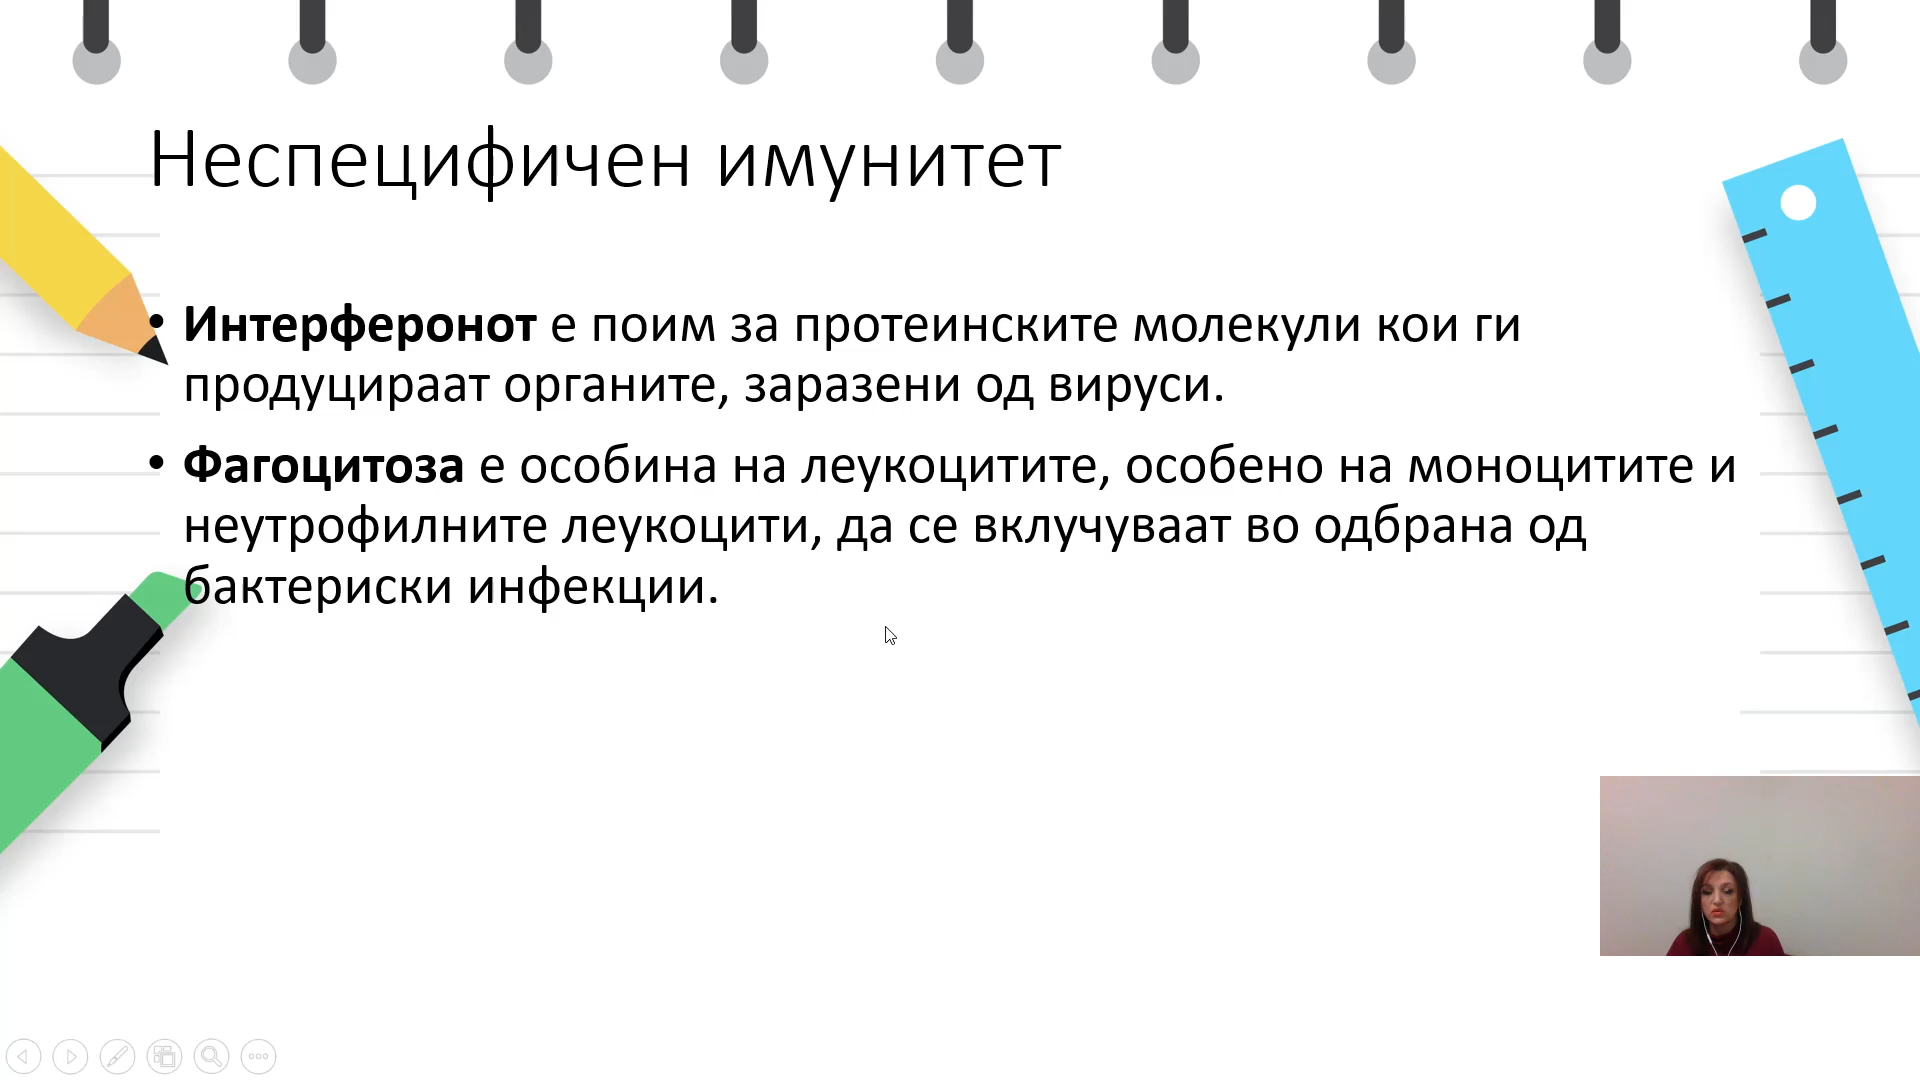 Неспецифичен имунитет
• Интерферонот е поим за протеинските молекули кои ги
продуцираат органите, заразени од вируси.
• Фагоцитоза е особина на леукоцитите, особено на моноцитите и
неутрофилните леукоцити, да се вклучуваат во одбрана од
бактериски инфекции.